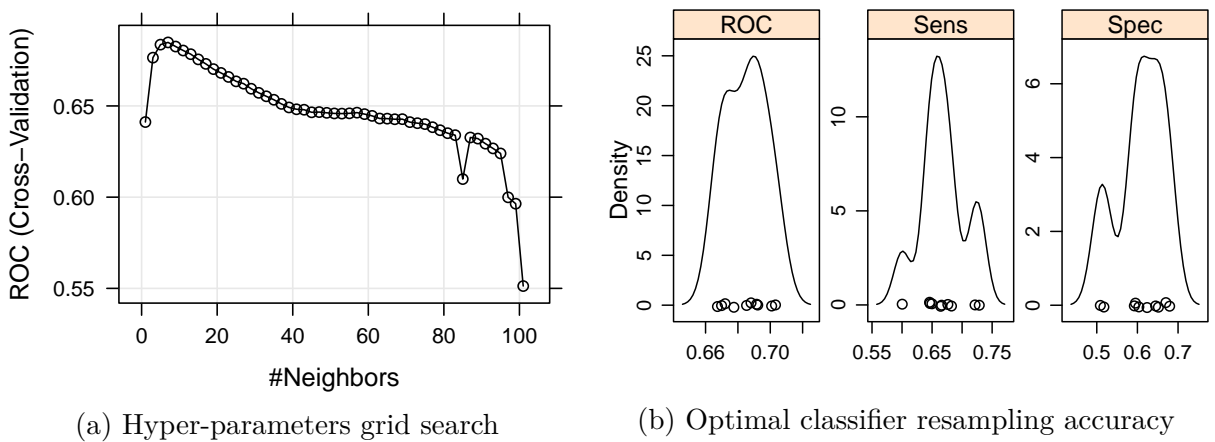 ROC (Cross−Validation)
0.65
0.60
0.55
0 20 40 60 80 100
#Neighbors
(a) Hyper-parameters grid search
ROC Sens Spec
Density
0 5 10 15 20 25
0 5 10
0 2 4 6
0.66 0.70
0.55 0.65 0.75
0.5 0.6 0.7
(b) Optimal classifier resampling accuracy